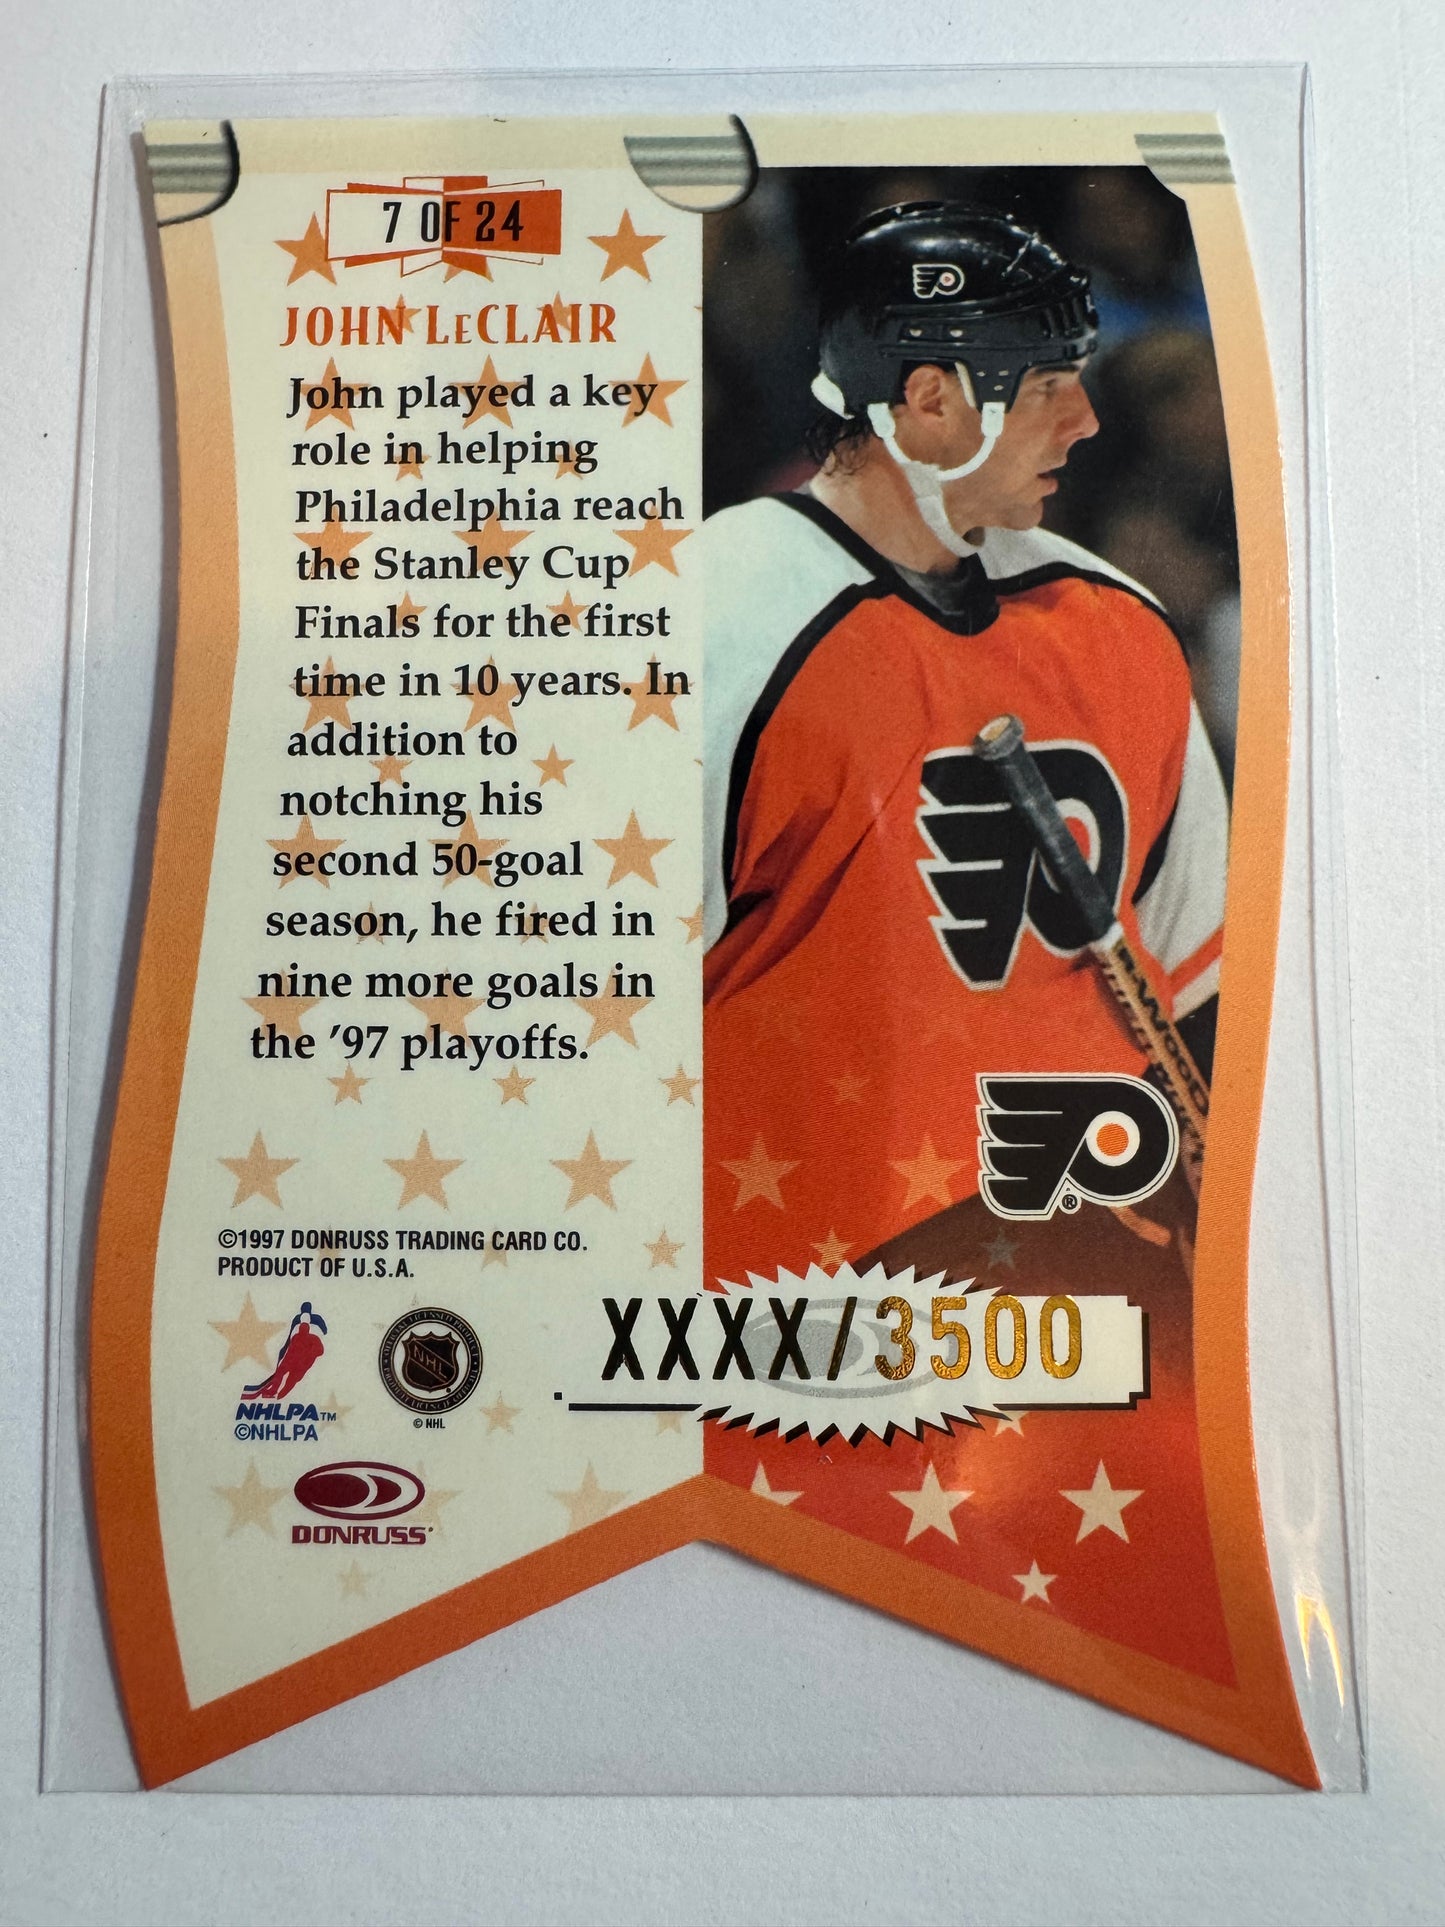 7 OF 24
JOHN LeCLAIR
John played a key
role in helping
Philadelphia reach
the Stanley Cup
Finals for the first
time in 10 years. In
addition to
notching his
second 50-goal
season, he fired in
nine more goals in
the ’97 playoffs.
©1997 DONRUSS TRADING CARD CO.
PRODUCT OF U.S.A.
XXXX/3500
NHLPA™
©NHLPA
NHL
© NHL
®
DONRUSS